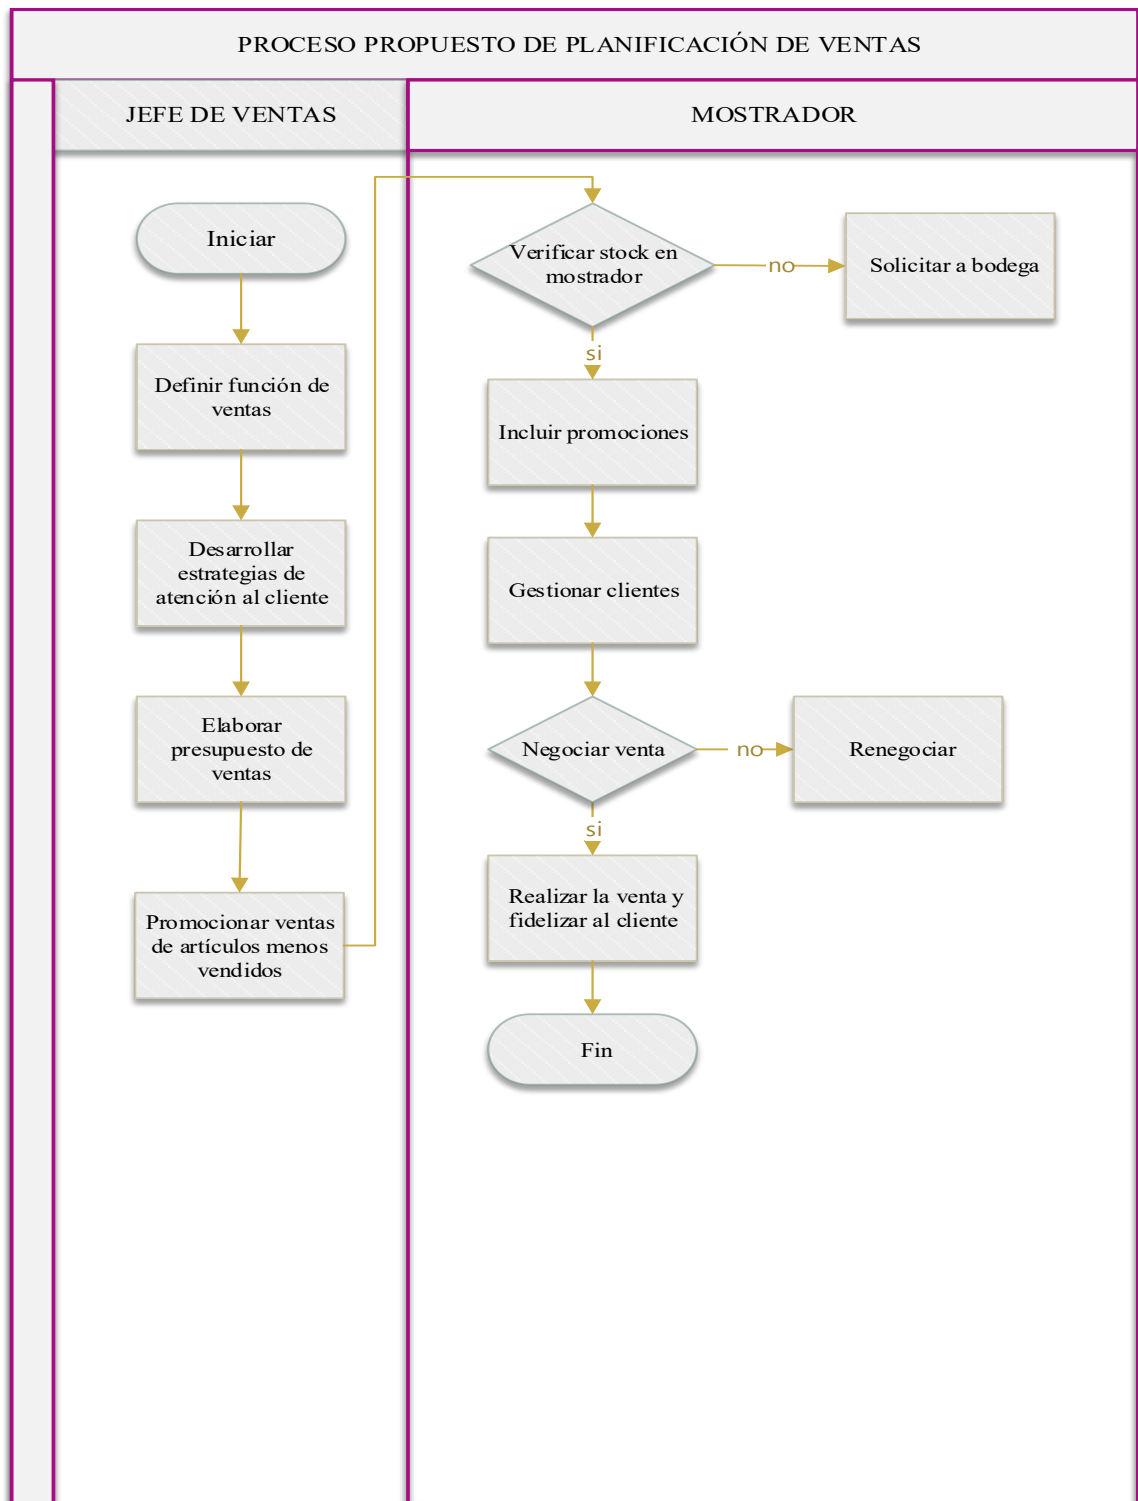 PROCESO PROPUESTO DE PLANIFICACIÓN DE VENTAS
JEFE DE VENTAS
MOSTRADOR
Iniciar
Definir función de
ventas
Desarrollar
estrategias de
atención al cliente
Elaborar
presupuesto de
ventas
Promocionar ventas
de artículos menos
vendidos
Verificar stock en
mostrador
no
Solicitar a bodega
si
Incluir promociones
Gestionar clientes
Negociar venta
no
Renegociar
si
Realizar la venta y
fidelizar al cliente
Fin